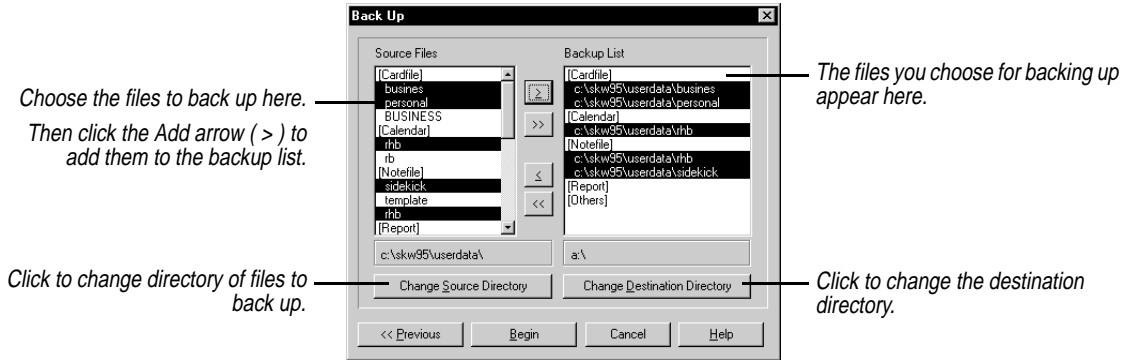 Back Up
Source Files
[Cardfile]
busines
personal
BUSINESS
[Calendar]
rhb
rb
[Notefile]
sidekick
template
rhb
[Report]
>
>>
<
<<
Backup List
[Cardfile]
c:\skw95\userdata\busines
c:\skw95\userdata\personal
[Calendar]
c:\skw95\userdata\rhb
[Notefile]
c:\skw95\userdata\rhb
c:\skw95\userdata\sidekick
[Report]
[Others]
c:\skw95\userdata\
a:\
Change Source Directory
Change Destination Directory
<< Previous
Begin
Cancel
Help
Choose the files to back up here.
Then click the Add arrow ( > ) to
add them to the backup list.
Click to change directory of files to
back up.
The files you choose for backing up
appear here.
Click to change the destination
directory.